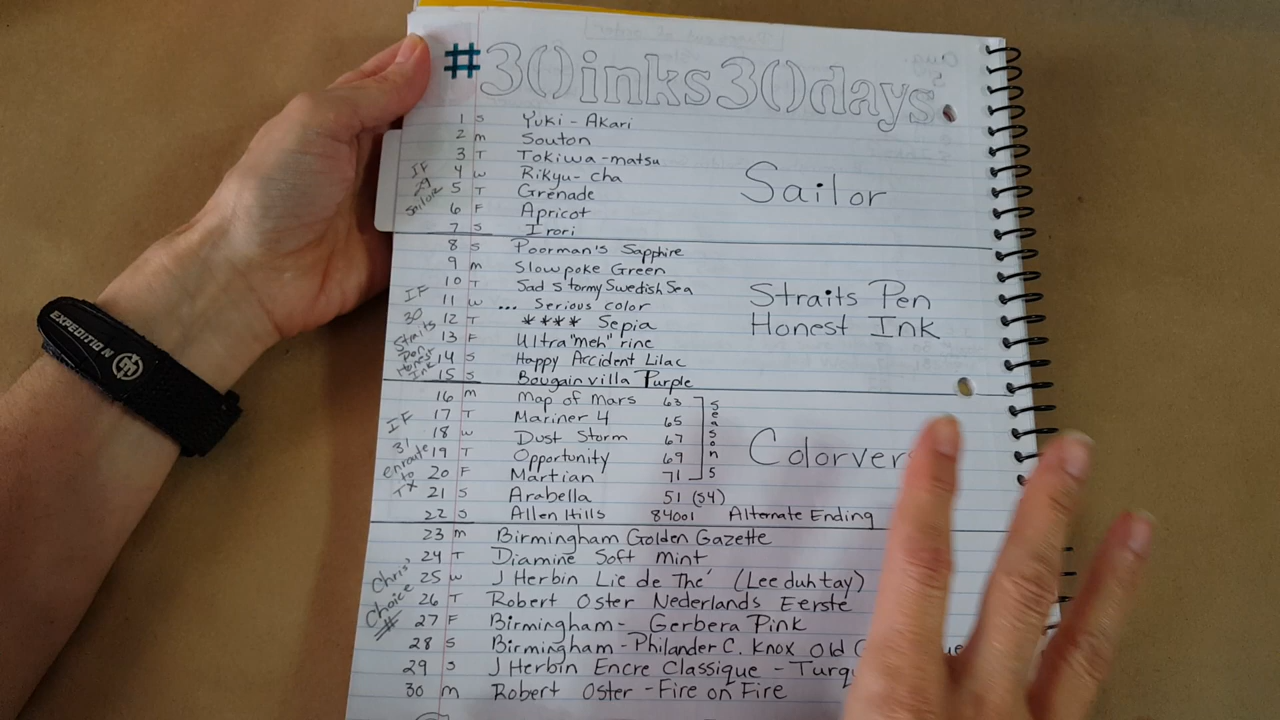 #30inks30days
1 S Yuki - Akari
2 m Souton
3 T Tokiwa-matsu
4 W Rikyu-cha
5 T Grenade
6 F Apricot
7 S Irori
IF
29
Sailor
Sailor
8 S Poorman's Sapphire
9 m Slowpoke Green
10 T Sad Stormy Swedish Sea
11 W ... Serious color
12 T **** Sepia
13 F Ultra"meh"rine
14 S Happy Accident Lilac
15 S Bougainvilla Purple
IF
30
Straits
Pen
Honest
Ink
Straits Pen
Honest Ink
16 m Map of Mars 63
17 T Mariner 4 65
18 W Dust Storm 67
19 T Opportunity 69
20 F Martian 71
Season 5
21 S Arabella 51 (S4)
22 S Allen Hills 84001 Alternate Ending
IF
31
enroute
to
TX
Colorver
23 m Birmingham Golden Gazette
24 T Diamine Soft mint
25 W J Herbin Lie de Thé (Lee duh tay)
26 T Robert Oster Nederlands Eerste
27 F Birmingham - Gerbera Pink
28 S Birmingham - Philander C. Knox Old
29 S J Herbin Encre Classique - Turq
30 m Robert Oster - Fire on Fire
Chris'
Choice
#
EXPEDITION